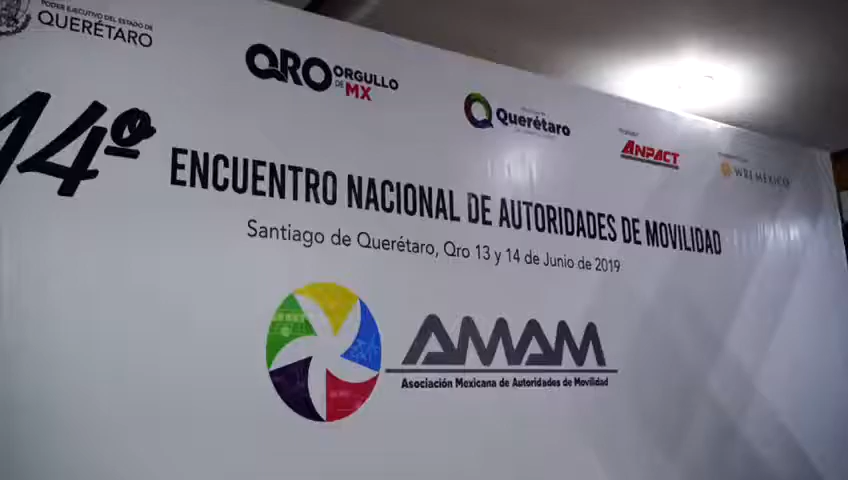 PODER EJECUTIVO DEL ESTADO DE
QUERÉTARO
QRO ORGULLO
DE MX
Querétaro
ANPACT
WRI MÉXICO
14º ENCUENTRO NACIONAL DE AUTORIDADES DE MOVILIDAD
Santiago de Querétaro, Qro 13 y 14 de Junio de 2019
AMAM
Asociación Mexicana de Autoridades de Movilidad